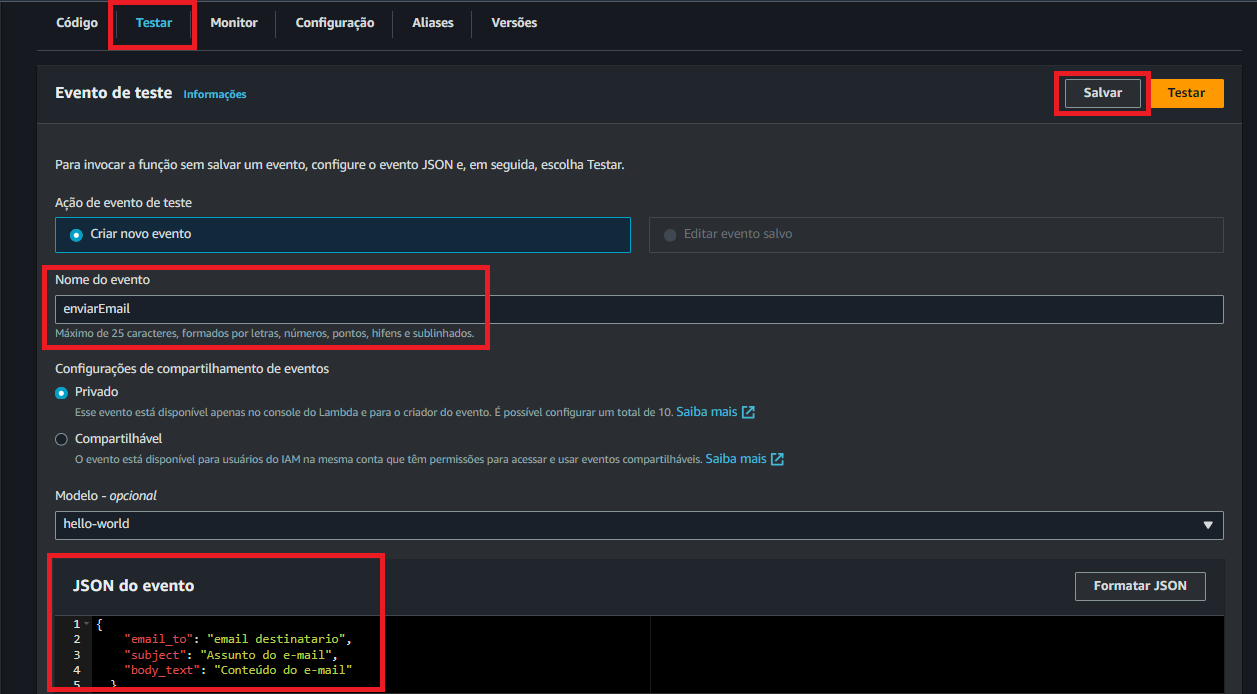 Código Testar Monitor Configuração Aliases Versões
Evento de teste Informações Salvar Testar
Para invocar a função sem salvar um evento, configure o evento JSON e, em seguida, escolha Testar.
Ação de evento de teste
Criar novo evento Editar evento salvo
Nome do evento
enviarEmail
Máximo de 25 caracteres, formados por letras, números, pontos, hifens e sublinhados.
Configurações de compartilhamento de eventos
Privado
Esse evento está disponível apenas no console do Lambda e para o criador do evento. É possível configurar um total de 10. Saiba mais
Compartilhável
O evento está disponível para usuários do IAM na mesma conta que têm permissões para acessar e usar eventos compartilháveis. Saiba mais
Modelo - opcional
hello-world
JSON do evento Formatar JSON
1 {
2 "email_to": "email destinatario",
3 "subject": "Assunto do e-mail",
4 "body_text": "Conteúdo do e-mail"
5 }